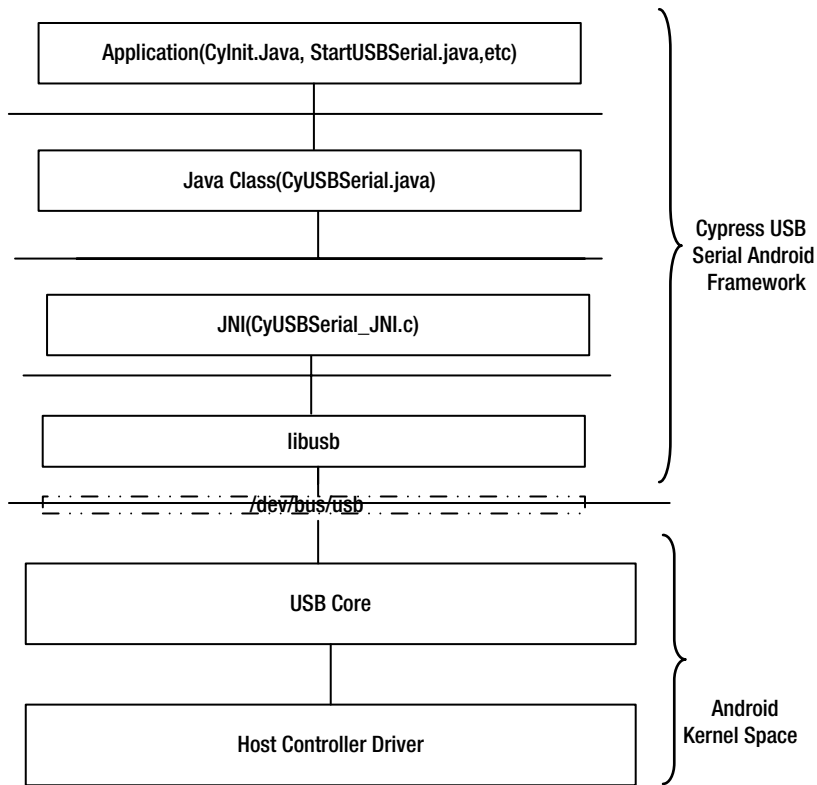 Application(CyInit.Java, StartUSBSerial.java,etc)
Java Class(CyUSBSerial.java)
Cypress USB
Serial Android
Framework
JNI(CyUSBSerial_JNI.c)
libusb
/dev/bus/usb
USB Core
Android
Kernel Space
Host Controller Driver